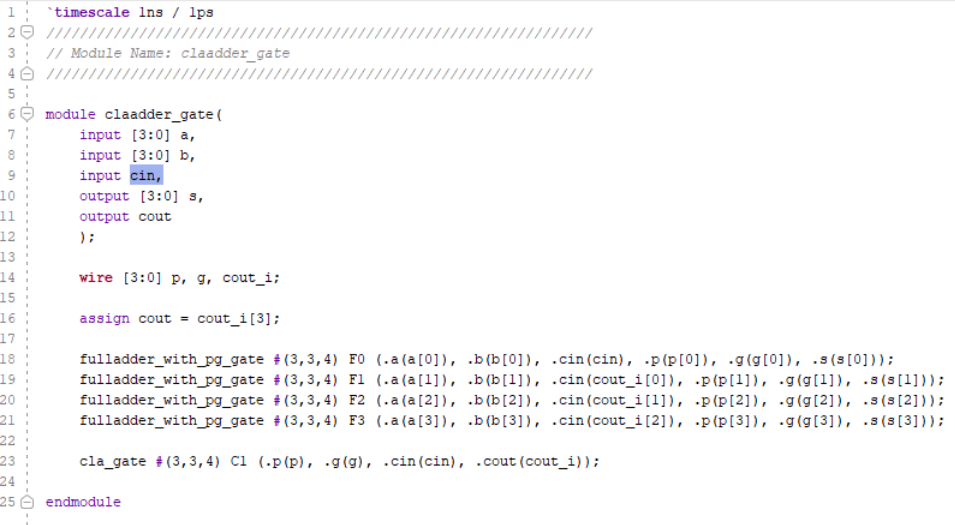 1 `timescale 1ns / 1ps
2 /////////////////////////////////////////////////////////////////
3 // Module Name: claadder_gate
4 /////////////////////////////////////////////////////////////////
5
6 module claadder_gate(
7 input [3:0] a,
8 input [3:0] b,
9 input cin,
10 output [3:0] s,
11 output cout
12 );
13
14 wire [3:0] p, g, cout_i;
15
16 assign cout = cout_i[3];
17
18 fulladder_with_pg_gate #(3,3,4) F0 (.a(a[0]), .b(b[0]), .cin(cin), .p(p[0]), .g(g[0]), .s(s[0]));
19 fulladder_with_pg_gate #(3,3,4) F1 (.a(a[1]), .b(b[1]), .cin(cout_i[0]), .p(p[1]), .g(g[1]), .s(s[1]));
20 fulladder_with_pg_gate #(3,3,4) F2 (.a(a[2]), .b(b[2]), .cin(cout_i[1]), .p(p[2]), .g(g[2]), .s(s[2]));
21 fulladder_with_pg_gate #(3,3,4) F3 (.a(a[3]), .b(b[3]), .cin(cout_i[2]), .p(p[3]), .g(g[3]), .s(s[3]));
22
23 cla_gate #(3,3,4) C1 (.p(p), .g(g), .cin(cin), .cout(cout_i));
24
25 endmodule